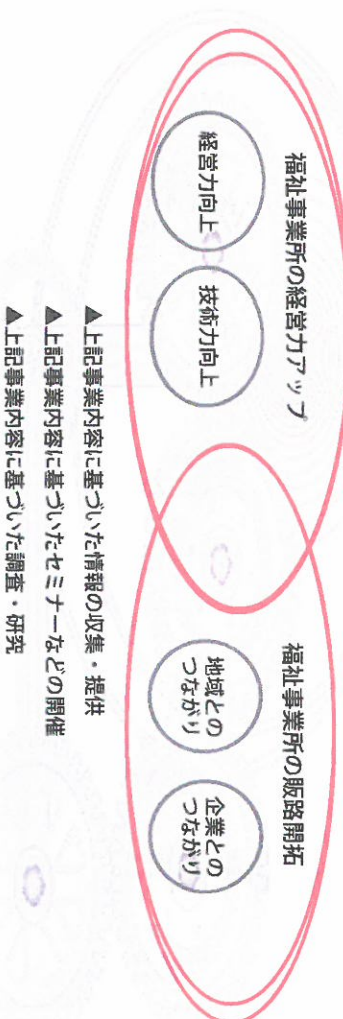 福祉事業所の経営力アップ
経営力向上
技術力向上
福祉事業所の販路開拓
地域との
つながり
企業との
つながり
▲上記事業内容に基づいた情報の収集・提供
▲上記事業内容に基づいたセミナーなどの開催
▲上記事業内容に基づいた調査・研究